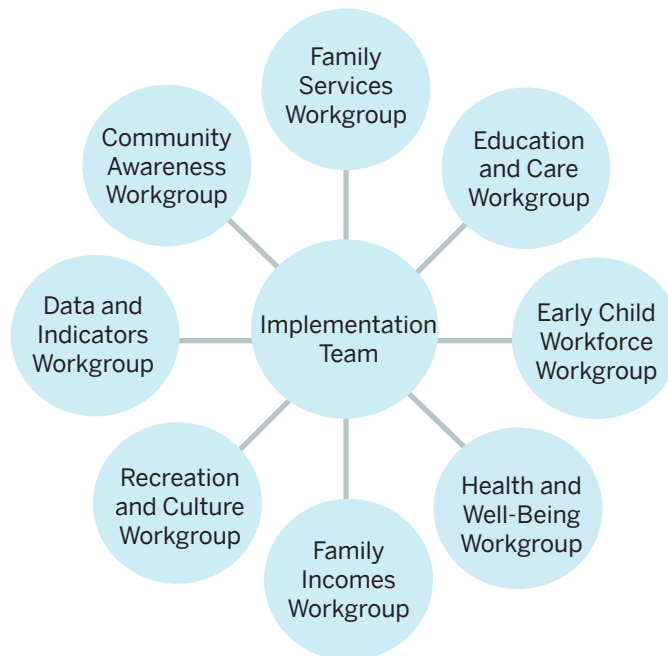 Family
Services
Workgroup
Education
and Care
Workgroup
Early Child
Workforce
Workgroup
Health and
Well-Being
Workgroup
Family
Incomes
Workgroup
Recreation
and Culture
Workgroup
Data and
Indicators
Workgroup
Community
Awareness
Workgroup
Implementation
Team